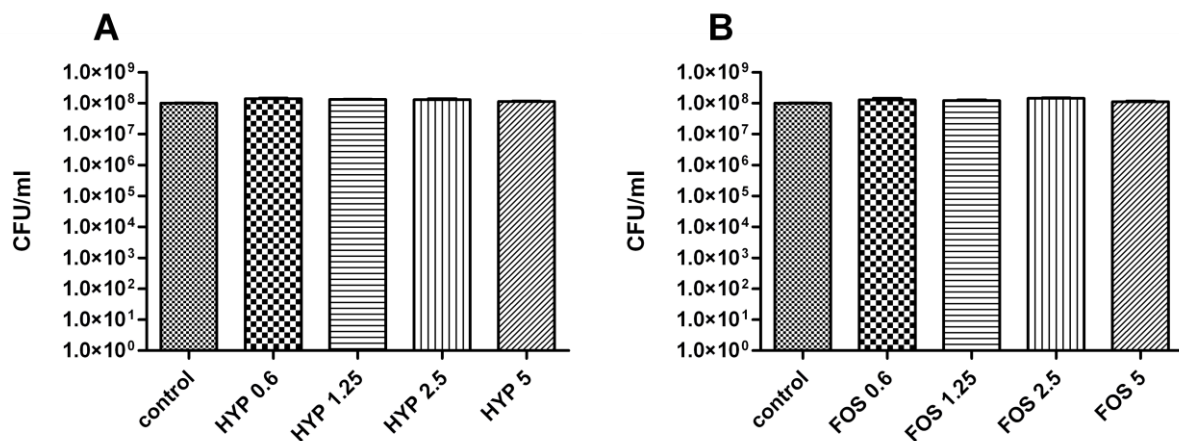 A
CFU/ml
1.0×10⁹
1.0×10⁸
1.0×10⁷
1.0×10⁶
1.0×10⁵
1.0×10⁴
1.0×10³
1.0×10²
1.0×10¹
1.0×10⁰
control
HYP 0.6
HYP 1.25
HYP 2.5
HYP 5
B
CFU/ml
1.0×10⁹
1.0×10⁸
1.0×10⁷
1.0×10⁶
1.0×10⁵
1.0×10⁴
1.0×10³
1.0×10²
1.0×10¹
1.0×10⁰
control
FOS 0.6
FOS 1.25
FOS 2.5
FOS 5